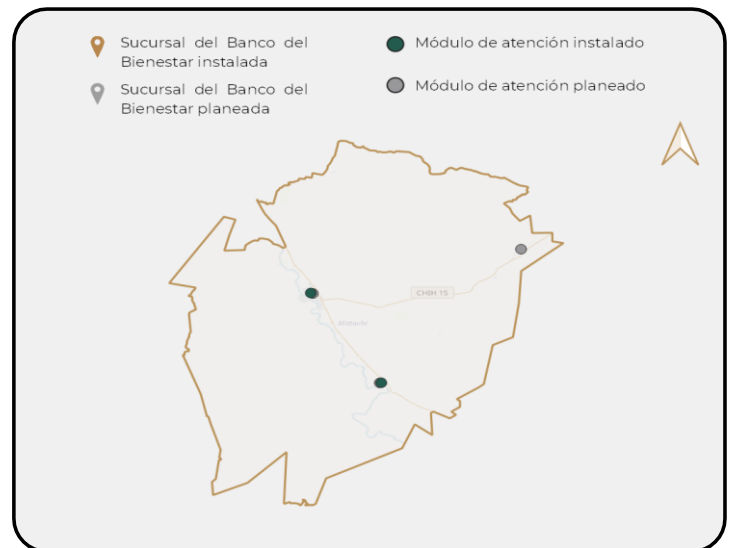 Sucursal del Banco del
Bienestar instalada
Sucursal del Banco del
Bienestar planeada
Módulo de atención instalado
Módulo de atención planeado
CHIH 15
Matachí